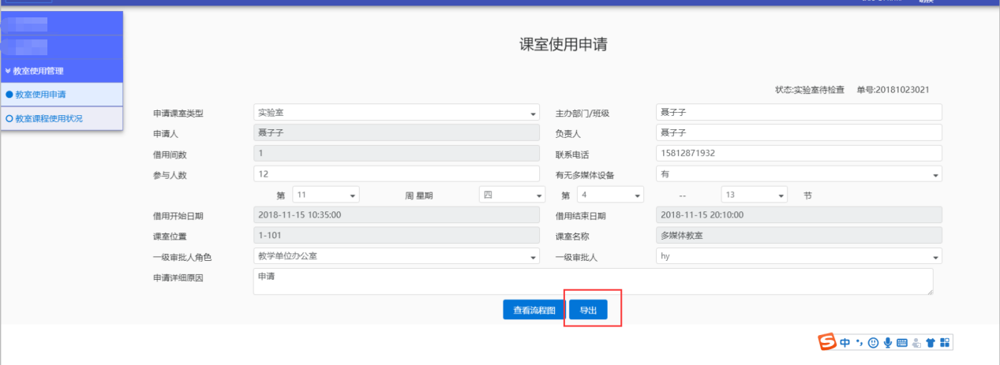 教室使用管理
教室使用申请
教室课程使用状况
课室使用申请
状态:实验室待检查 单号:20181023021
申请课室类型 实验室 主办部门/班级 聂子子
申请人 聂子子 负责人 聂子子
借用间数 1 联系电话 15812871932
参与人数 12 有无多媒体设备 有
第 11 周 星期 四 第 4 -- 13 节
借用开始日期 2018-11-15 10:35:00 借用结束日期 2018-11-15 20:10:00
课室位置 1-101 课室名称 多媒体教室
一级审批人角色 教学单位办公室 一级审批人 hy
申请详细原因 申请
查看流程图 导出
中